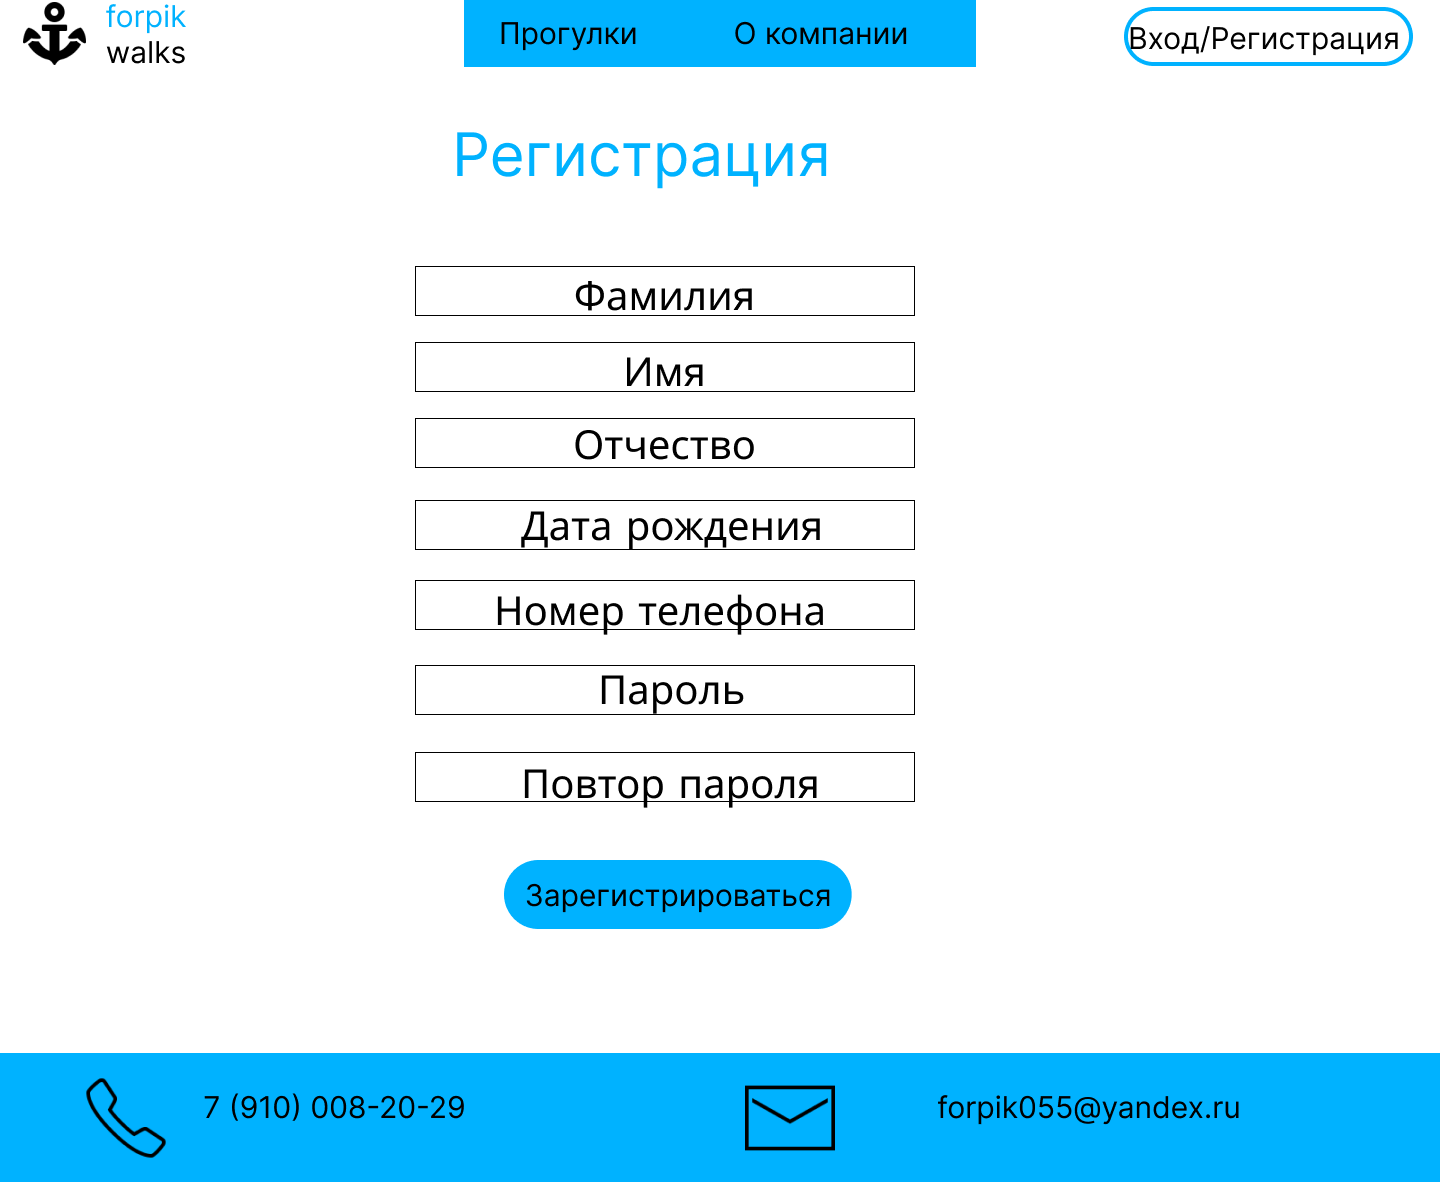 forpik
walks
Прогулки
О компании
Вход/Регистрация
Регистрация
Фамилия
Имя
Отчество
Дата рождения
Номер телефона
Пароль
Повтор пароля
Зарегистрироваться
7 (910) 008-20-29
forpik055@yandex.ru